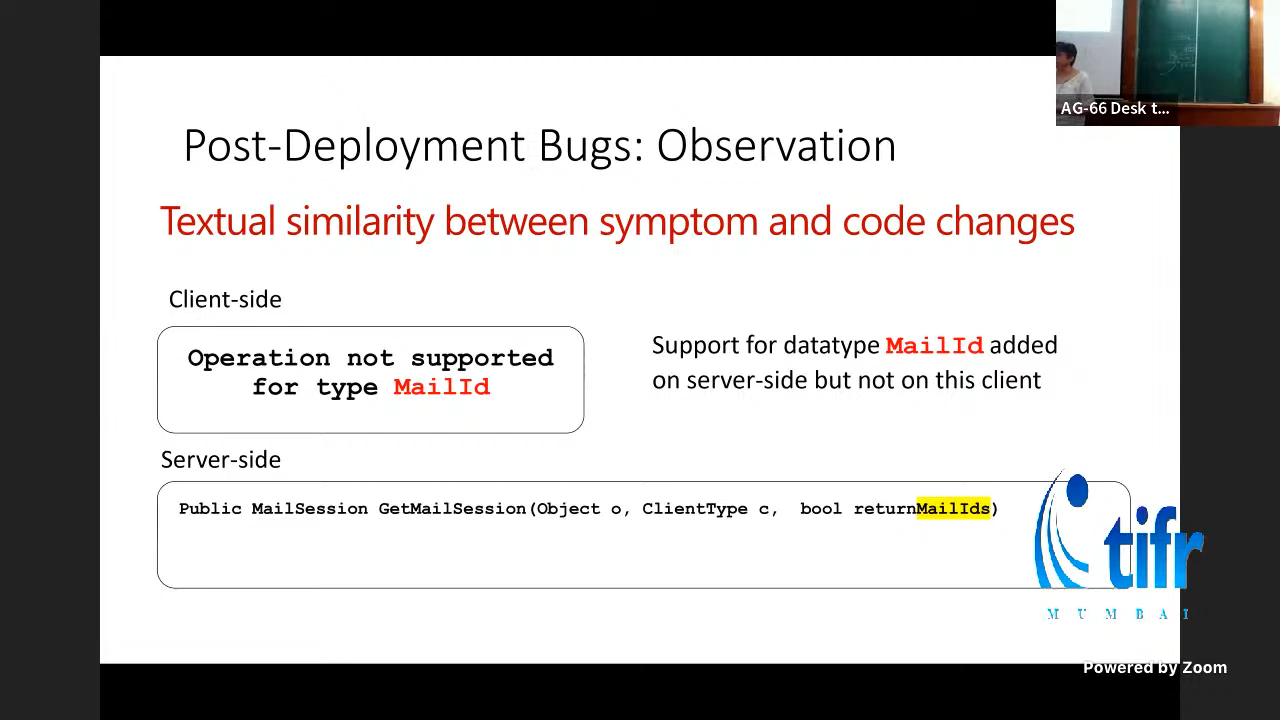 AG-66 Desk t...
Post-Deployment Bugs: Observation
Textual similarity between symptom and code changes
Client-side
Operation not supported
for type MailId
Support for datatype MailId added
on server-side but not on this client
Server-side
Public MailSession GetMailSession(Object o, ClientType c,  bool returnMailIds)
tifr
MUMBAI
Powered by Zoom